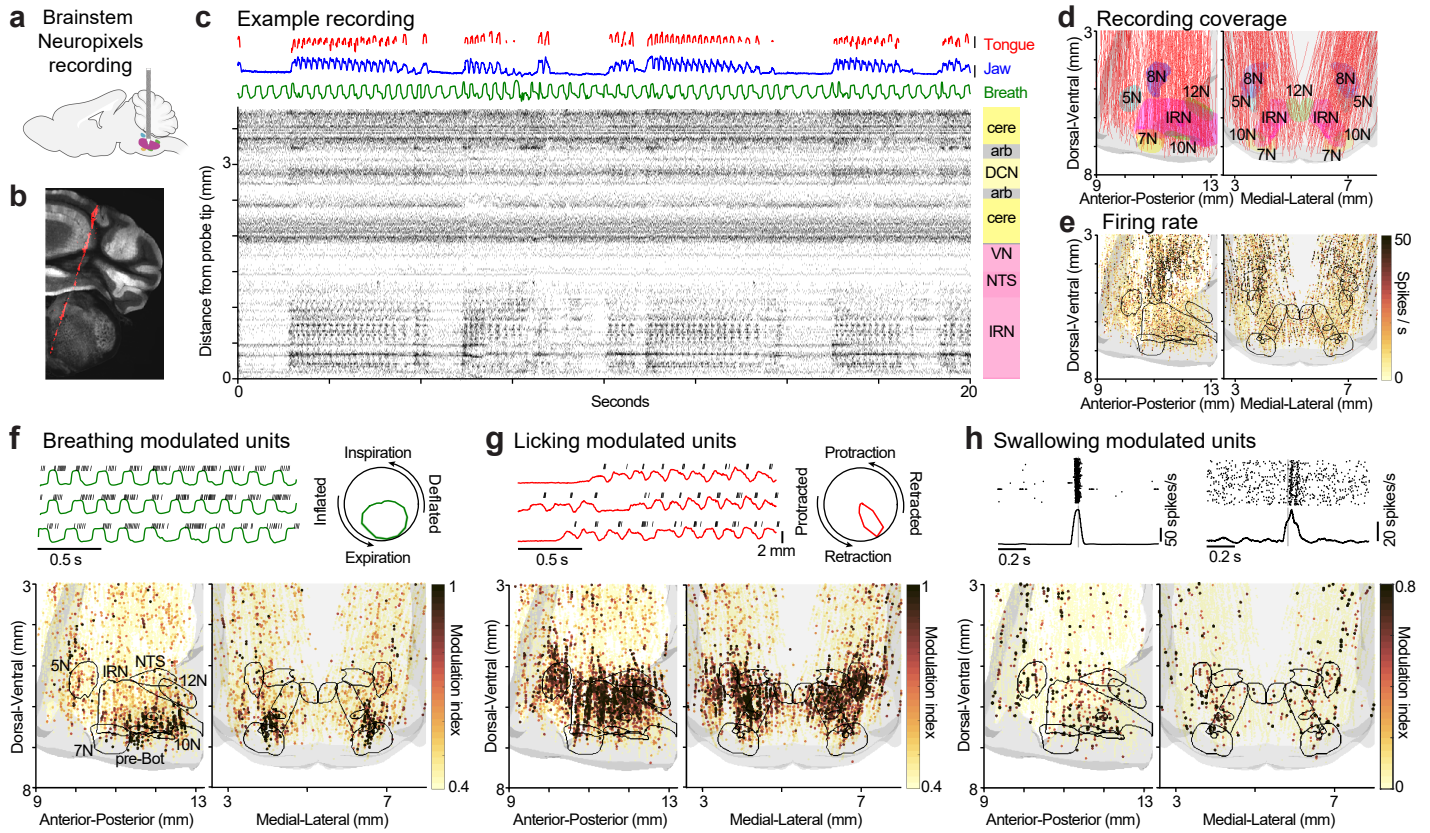 a Brainstem
Neuropixels
recording
b
c Example recording
Tongue
Jaw
Breath
Distance from probe tip (mm)
3
0
cere
arb
DCN
arb
cere
VN
NTS
IRN
0
20
Seconds
d Recording coverage
Dorsal-Ventral (mm)
3
8
8N
5N
12N
IRN
7N
10N
8N
12N
8N
5N
5N
IRN
IRN
10N
10N
7N
7N
9
13
3
7
Anterior-Posterior (mm)
Medial-Lateral (mm)
e Firing rate
Dorsal-Ventral (mm)
3
8
50
Spikes / s
0
9
13
3
7
Anterior-Posterior (mm)
Medial-Lateral (mm)
f Breathing modulated units
0.5 s
Inspiration
Inflated
Deflated
Expiration
Dorsal-Ventral (mm)
3
8
5N
IRN
NTS
12N
7N
10N
pre-Bot
1
Modulation index
0.4
9
13
3
7
Anterior-Posterior (mm)
Medial-Lateral (mm)
g Licking modulated units
0.5 s
2 mm
Protraction
Protracted
Retracted
Retraction
Dorsal-Ventral (mm)
3
8
1
Modulation index
0.4
9
13
3
7
Anterior-Posterior (mm)
Medial-Lateral (mm)
h Swallowing modulated units
50 spikes/s
0.2 s
20 spikes/s
0.2 s
Dorsal-Ventral (mm)
3
8
0.8
Modulation index
0
9
13
3
7
Anterior-Posterior (mm)
Medial-Lateral (mm)